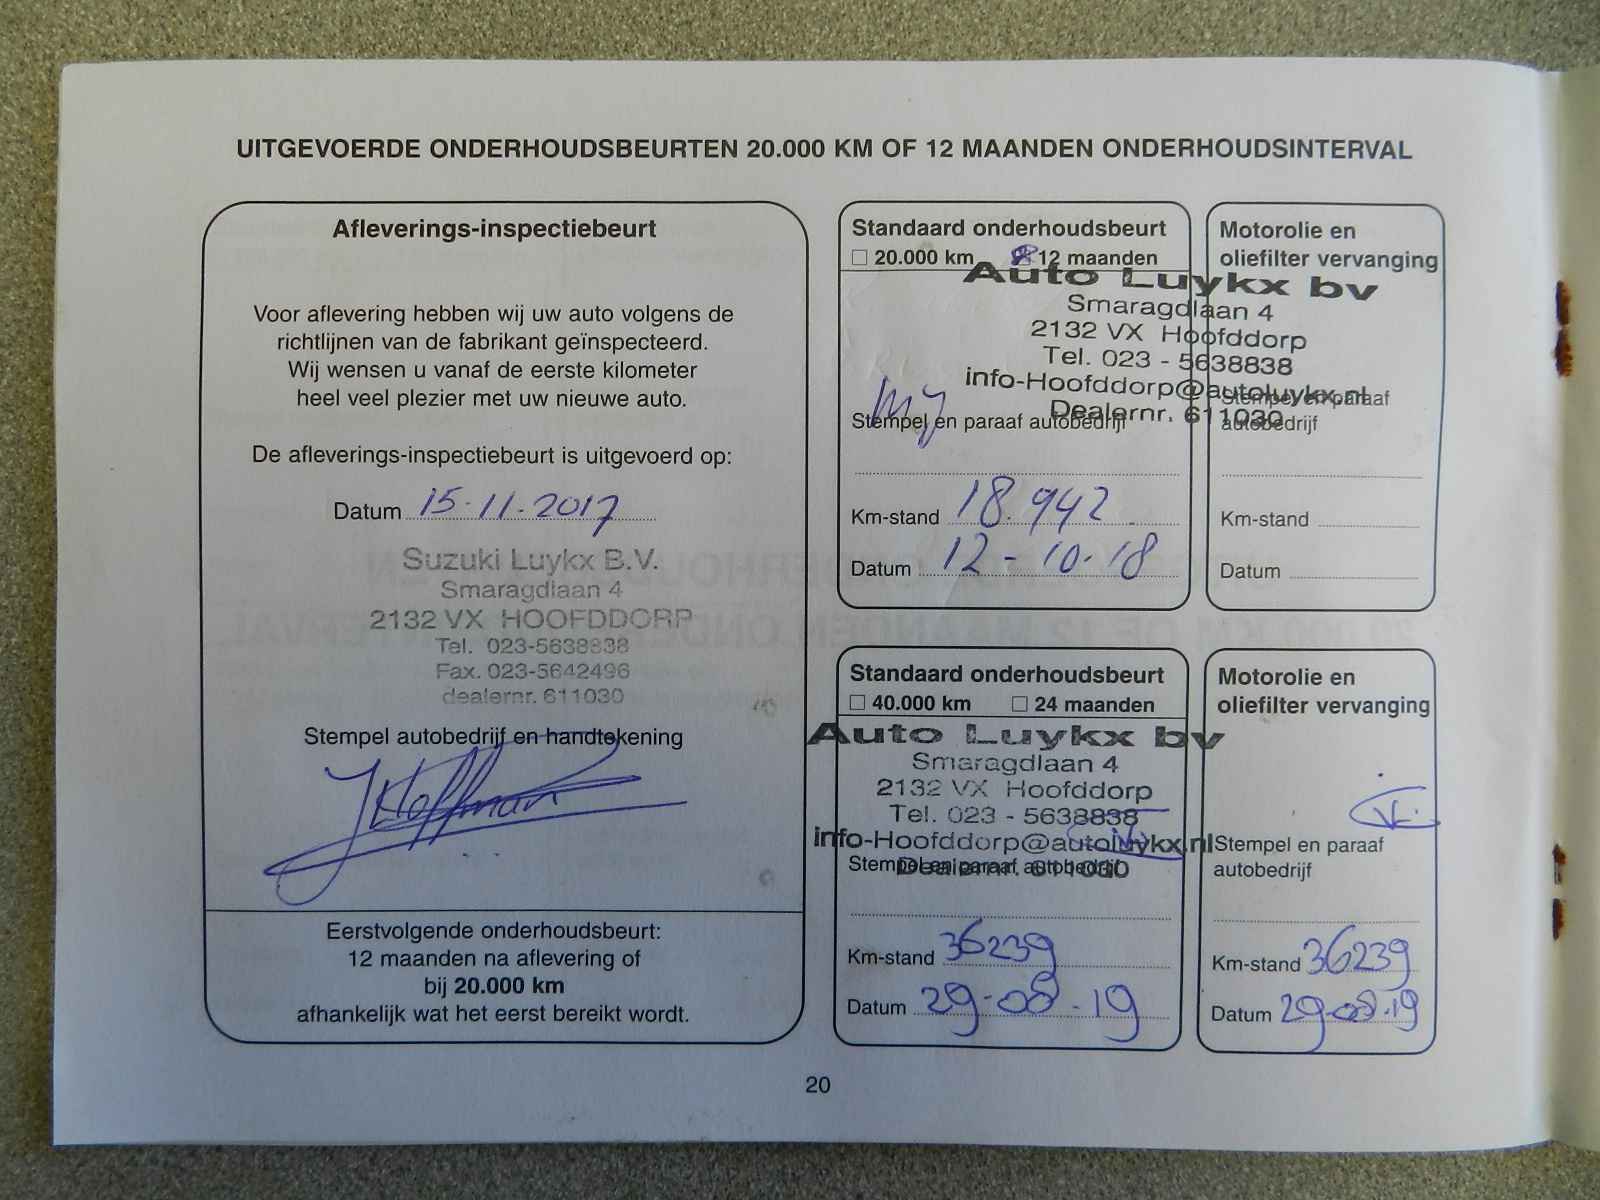 UITGEVOERDE ONDERHOUDSBEURTEN 20.000 KM OF 12 MAANDEN ONDERHOUDSINTERVAL
Afleverings-inspectiebeurt
Voor aflevering hebben wij uw auto volgens de
richtlijnen van de fabrikant geïnspecteerd.
Wij wensen u vanaf de eerste kilometer
heel veel plezier met uw nieuwe auto.
De afleverings-inspectiebeurt is uitgevoerd op:
Datum 15-11-2017
Suzuki Luykx B.V.
Smaragdlaan 4
2132 VX HOOFDDORP
Tel. 023-5638838
Fax. 023-5642496
dealernr. 611030
Stempel autobedrijf en handtekening
Eerstvolgende onderhoudsbeurt:
12 maanden na aflevering of
bij 20.000 km
afhankelijk wat het eerst bereikt wordt.
Standaard onderhoudsbeurt
20.000 km 12 maanden
Auto Luykx bv
Smaragdlaan 4
2132 VX Hoofddorp
Tel. 023 - 5638838
info-Hoofddorp@autoluykx.nl
Dealernr. 611030
Stempel en paraaf autobedrijf
Km-stand 18.942
Datum 12-10-18
Motorolie en
oliefilter vervanging
Stempel en paraaf
autobedrijf
Km-stand
Datum
Standaard onderhoudsbeurt
40.000 km 24 maanden
Auto Luykx bv
Smaragdlaan 4
2132 VX Hoofddorp
Tel. 023 - 5638838
info-Hoofddorp@autoluykx.nl
Dealernr. 611030
Stempel en paraaf autobedrijf
Km-stand 36239
Datum 29-08-19
Motorolie en
oliefilter vervanging
Stempel en paraaf
autobedrijf
Km-stand 36239
Datum 29-08-19
20